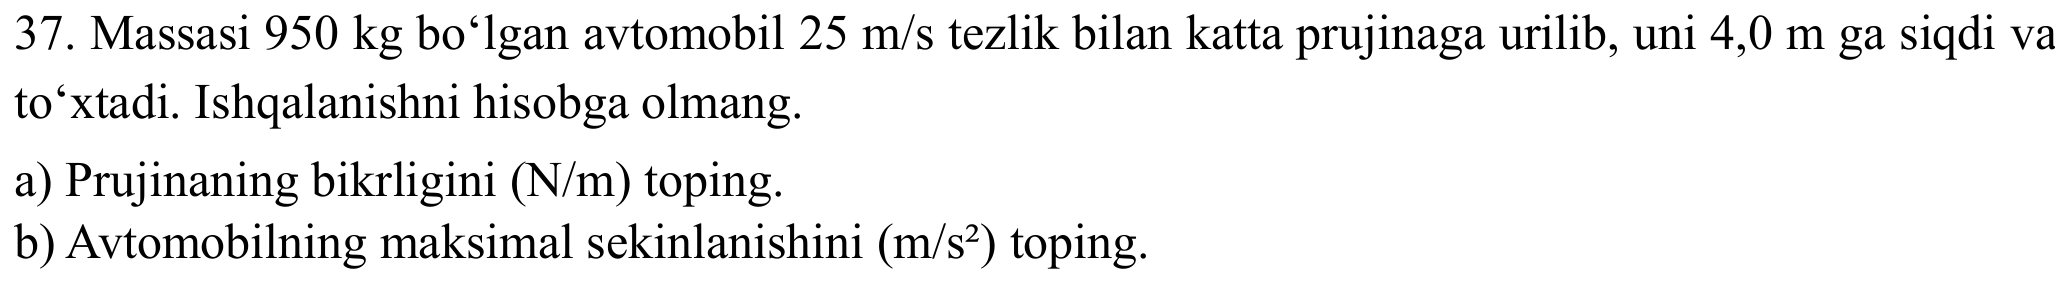 37. Massasi 950 kg bo‘lgan avtomobil 25 m/s tezlik bilan katta prujinaga urilib, uni 4,0 m ga siqdi va
to‘xtadi. Ishqalanishni hisobga olmang.
a) Prujinaning bikrligini (N/m) toping.
b) Avtomobilning maksimal sekinlanishini (m/s²) toping.